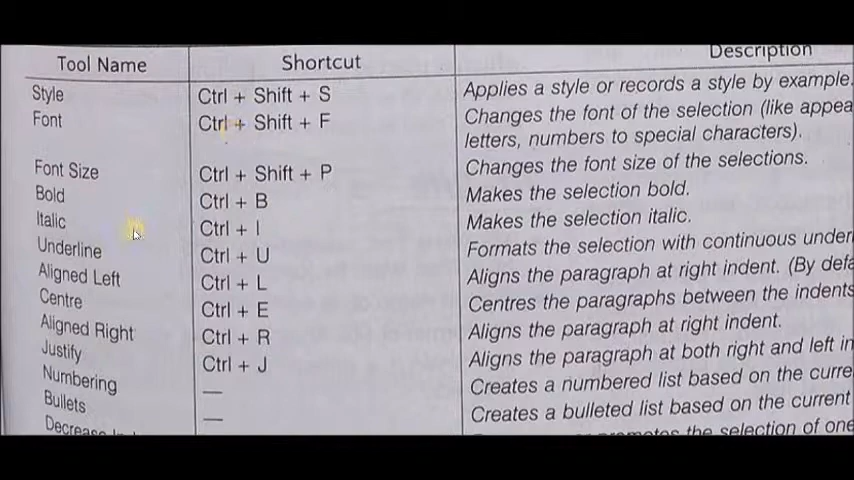 Tool Name Shortcut Description
Style Ctrl + Shift + S Applies a style or records a style by example.
Font Ctrl + Shift + F Changes the font of the selection (like appea
letters, numbers to special characters).
Font Size Ctrl + Shift + P Changes the font size of the selections.
Bold Ctrl + B Makes the selection bold.
Italic Ctrl + I Makes the selection italic.
Underline Ctrl + U Formats the selection with continuous under
Aligned Left Ctrl + L Aligns the paragraph at right indent. (By defa
Centre Ctrl + E Centres the paragraphs between the indents
Aligned Right Ctrl + R Aligns the paragraph at right indent.
Justify Ctrl + J Aligns the paragraph at both right and left in
Numbering — Creates a numbered list based on the curre
Bullets — Creates a bulleted list based on the current
Decrease the selection of one